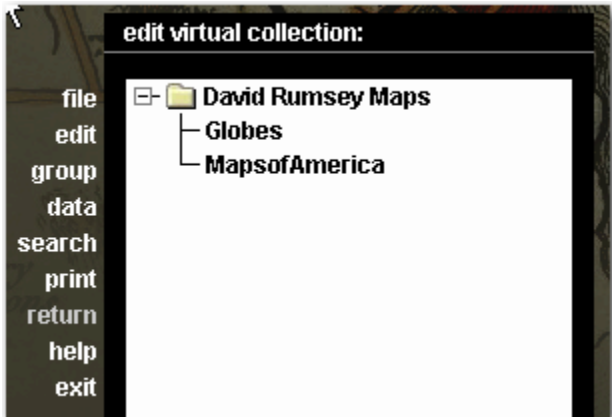 edit virtual collection:
file
edit
group
data
search
print
return
help
exit
David Rumsey Maps
Globes
MapsofAmerica